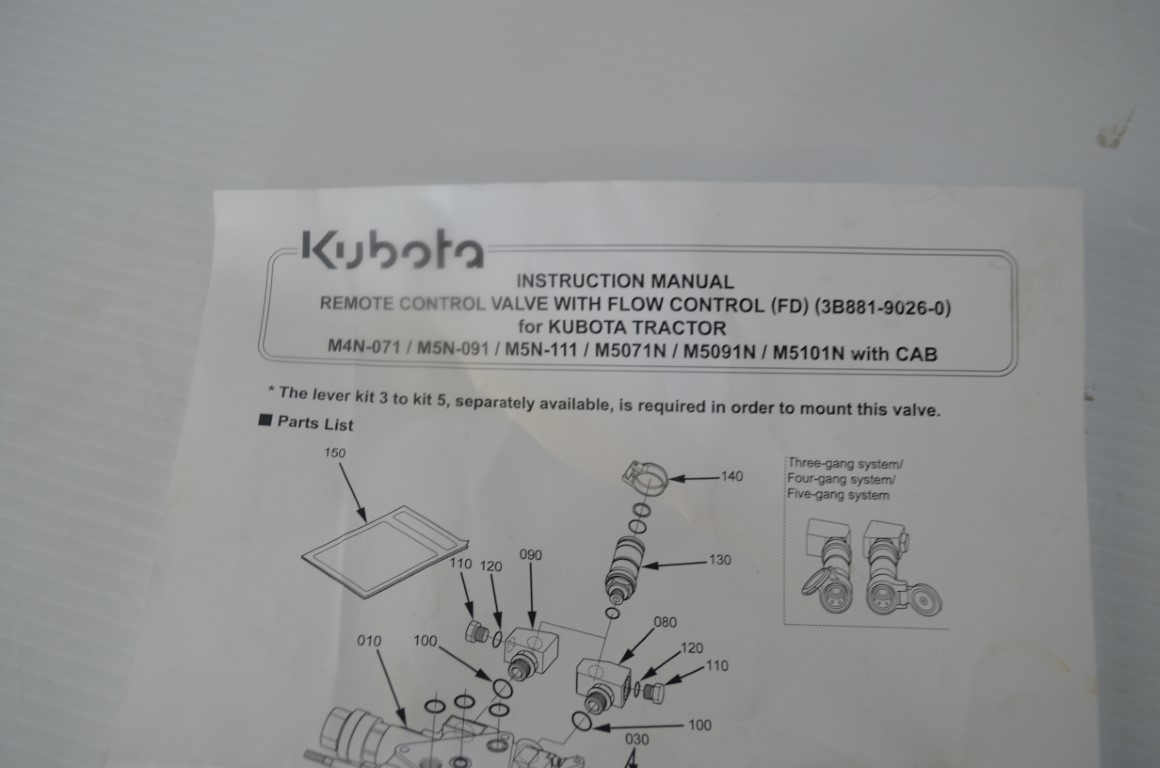 Kubota
INSTRUCTION MANUAL
REMOTE CONTROL VALVE WITH FLOW CONTROL (FD) (3B881-9026-0)
for KUBOTA TRACTOR
M4N-071 / M5N-091 / M5N-111 / M5071N / M5091N / M5101N with CAB
* The lever kit 3 to kit 5, separately available, is required in order to mount this valve.
■ Parts List
150
140
Three-gang system/
Four-gang system/
Five-gang system
110 120 090
130
010 100
080
120
110
100
030